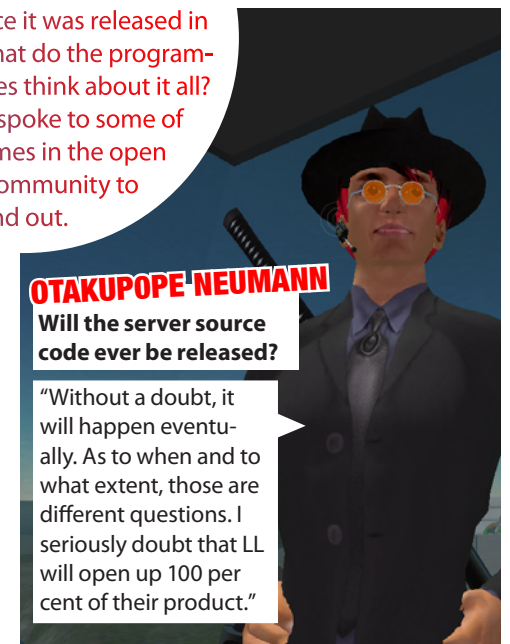 ce it was released in
hat do the program-
es think about it all?
spoke to some of
mes in the open
ommunity to
nd out.
OTAKUPOPE NEUMANN
Will the server source
code ever be released?
“Without a doubt, it
will happen eventu-
ally. As to when and to
what extent, those are
different questions. I
seriously doubt that LL
will open up 100 per
cent of their product.”